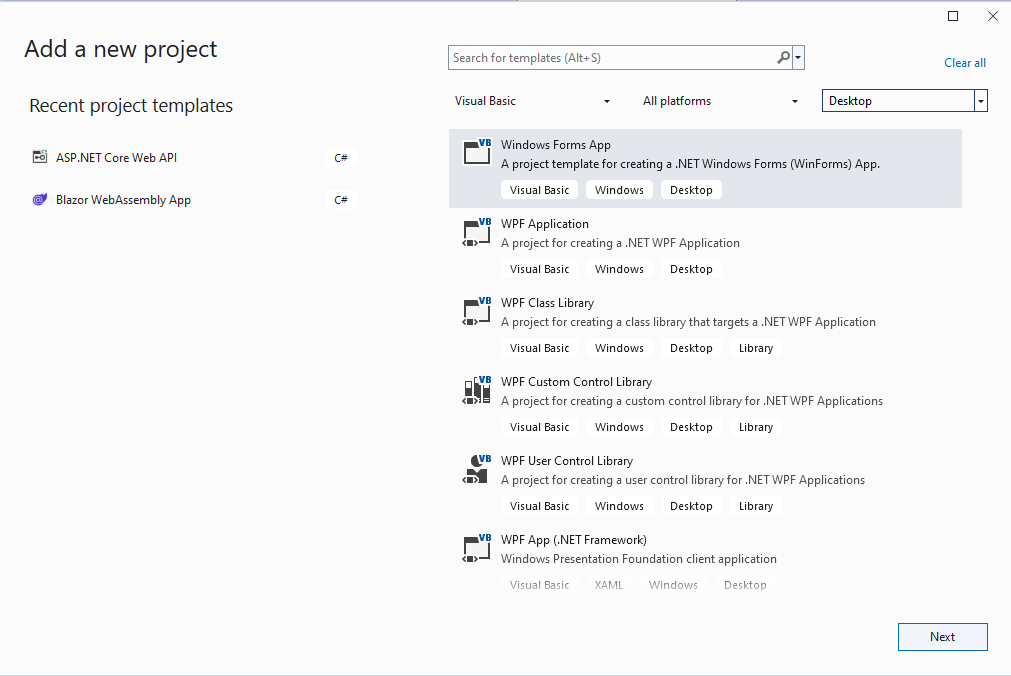 Add a new project
Search for templates (Alt+S)
Clear all
Recent project templates
Visual Basic
All platforms
Desktop
ASP.NET Core Web API
C#
Blazor WebAssembly App
C#
VB
Windows Forms App
A project template for creating a .NET Windows Forms (WinForms) App.
Visual Basic Windows Desktop
VB
WPF Application
A project for creating a .NET WPF Application
Visual Basic Windows Desktop
VB
WPF Class Library
A project for creating a class library that targets a .NET WPF Application
Visual Basic Windows Desktop Library
VB
WPF Custom Control Library
A project for creating a custom control library for .NET WPF Applications
Visual Basic Windows Desktop Library
VB
WPF User Control Library
A project for creating a user control library for .NET WPF Applications
Visual Basic Windows Desktop Library
VB
WPF App (.NET Framework)
Windows Presentation Foundation client application
Visual Basic XAML Windows Desktop
Next